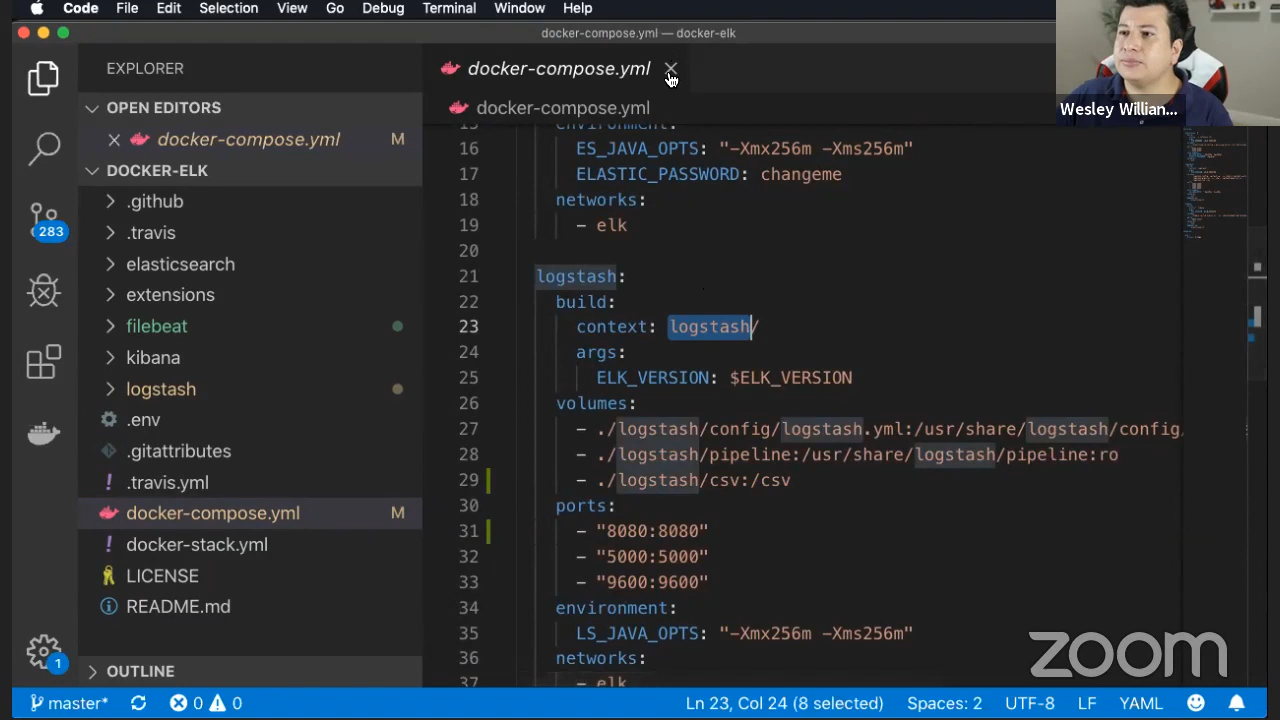 Code File Edit Selection View Go Debug Terminal Window Help
docker-compose.yml — docker-elk
EXPLORER
OPEN EDITORS
docker-compose.yml M
DOCKER-ELK
.github
.travis
elasticsearch
extensions
filebeat
kibana
logstash
.env
.gitattributes
.travis.yml
docker-compose.yml M
docker-stack.yml
LICENSE
README.md
OUTLINE
283
1
docker-compose.yml
docker-compose.yml
15 environment:
16 ES_JAVA_OPTS: "-Xmx256m -Xms256m"
17 ELASTIC_PASSWORD: changeme
18 networks:
19 - elk
20
21 logstash:
22 build:
23 context: logstash/
24 args:
25 ELK_VERSION: $ELK_VERSION
26 volumes:
27 - ./logstash/config/logstash.yml:/usr/share/logstash/config/
28 - ./logstash/pipeline:/usr/share/logstash/pipeline:ro
29 - ./logstash/csv:/csv
30 ports:
31 - "8080:8080"
32 - "5000:5000"
33 - "9600:9600"
34 environment:
35 LS_JAVA_OPTS: "-Xmx256m -Xms256m"
36 networks:
37 - elk
Wesley Willian...
zoom
master* 0 0 Ln 23, Col 24 (8 selected) Spaces: 2 UTF-8 LF YAML